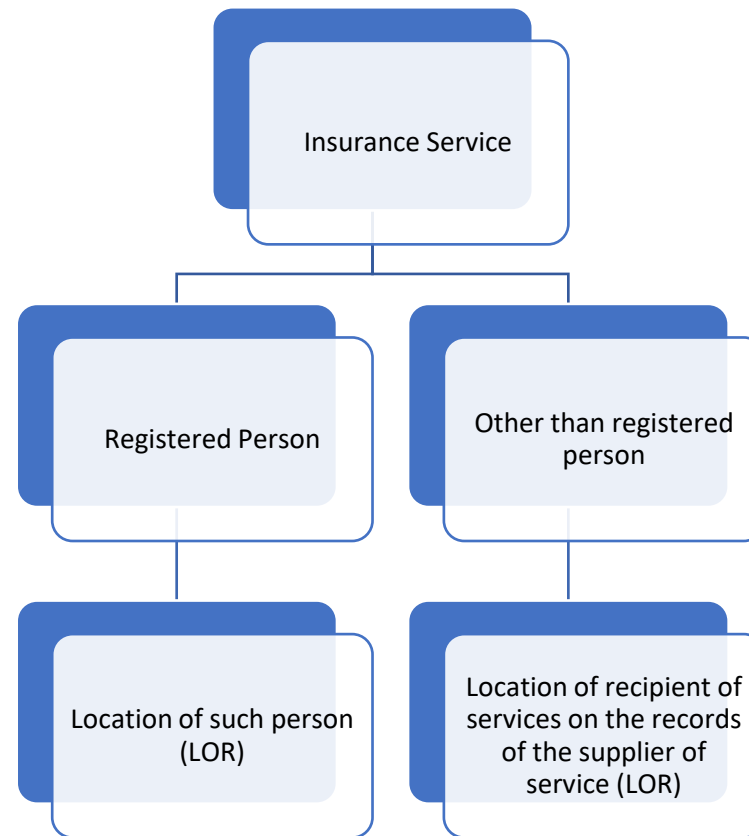 Insurance Service
Registered Person
Other than registered
person
Location of such person
(LOR)
Location of recipient of
services on the records
of the supplier of
service (LOR)